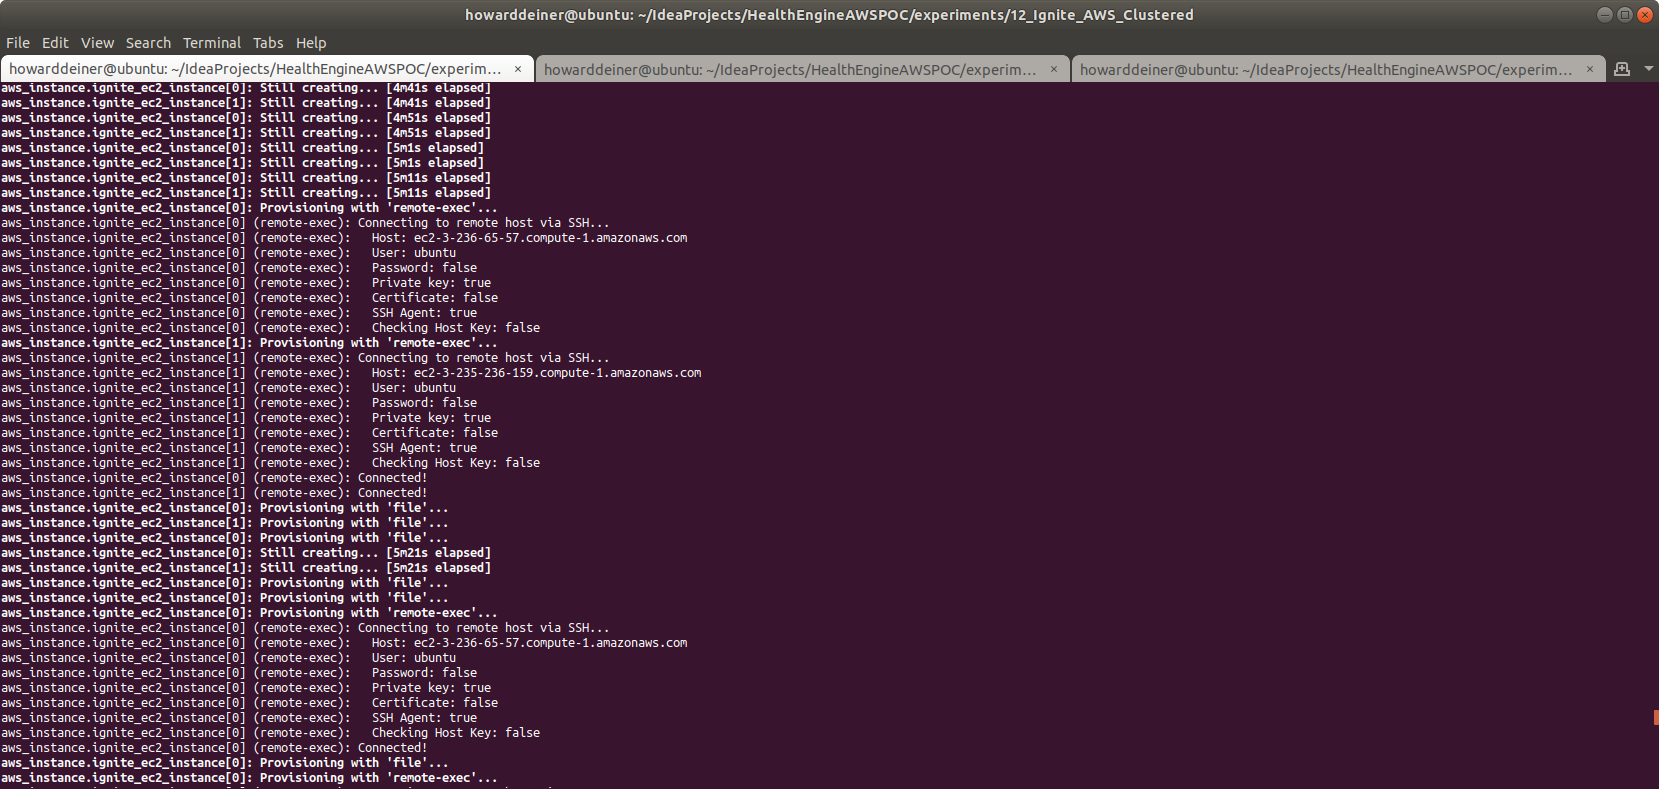 howarddeiner@ubuntu: ~/IdeaProjects/HealthEngineAWSPOC/experiments/12_Ignite_AWS_Clustered
File Edit View Search Terminal Tabs Help
howarddeiner@ubuntu: ~/IdeaProjects/HealthEngineAWSPOC/experim... × howarddeiner@ubuntu: ~/IdeaProjects/HealthEngineAWSPOC/experim... × howarddeiner@ubuntu: ~/IdeaProjects/HealthEngineAWSPOC/experim... ×
aws_instance.ignite_ec2_instance[0]: Still creating... [4m41s elapsed]
aws_instance.ignite_ec2_instance[1]: Still creating... [4m41s elapsed]
aws_instance.ignite_ec2_instance[0]: Still creating... [4m51s elapsed]
aws_instance.ignite_ec2_instance[1]: Still creating... [4m51s elapsed]
aws_instance.ignite_ec2_instance[0]: Still creating... [5m1s elapsed]
aws_instance.ignite_ec2_instance[1]: Still creating... [5m1s elapsed]
aws_instance.ignite_ec2_instance[0]: Still creating... [5m11s elapsed]
aws_instance.ignite_ec2_instance[1]: Still creating... [5m11s elapsed]
aws_instance.ignite_ec2_instance[0]: Provisioning with 'remote-exec'...
aws_instance.ignite_ec2_instance[0] (remote-exec): Connecting to remote host via SSH...
aws_instance.ignite_ec2_instance[0] (remote-exec):   Host: ec2-3-236-65-57.compute-1.amazonaws.com
aws_instance.ignite_ec2_instance[0] (remote-exec):   User: ubuntu
aws_instance.ignite_ec2_instance[0] (remote-exec):   Password: false
aws_instance.ignite_ec2_instance[0] (remote-exec):   Private key: true
aws_instance.ignite_ec2_instance[0] (remote-exec):   Certificate: false
aws_instance.ignite_ec2_instance[0] (remote-exec):   SSH Agent: true
aws_instance.ignite_ec2_instance[0] (remote-exec):   Checking Host Key: false
aws_instance.ignite_ec2_instance[1]: Provisioning with 'remote-exec'...
aws_instance.ignite_ec2_instance[1] (remote-exec): Connecting to remote host via SSH...
aws_instance.ignite_ec2_instance[1] (remote-exec):   Host: ec2-3-235-236-159.compute-1.amazonaws.com
aws_instance.ignite_ec2_instance[1] (remote-exec):   User: ubuntu
aws_instance.ignite_ec2_instance[1] (remote-exec):   Password: false
aws_instance.ignite_ec2_instance[1] (remote-exec):   Private key: true
aws_instance.ignite_ec2_instance[1] (remote-exec):   Certificate: false
aws_instance.ignite_ec2_instance[1] (remote-exec):   SSH Agent: true
aws_instance.ignite_ec2_instance[1] (remote-exec):   Checking Host Key: false
aws_instance.ignite_ec2_instance[0] (remote-exec): Connected!
aws_instance.ignite_ec2_instance[1] (remote-exec): Connected!
aws_instance.ignite_ec2_instance[0]: Provisioning with 'file'...
aws_instance.ignite_ec2_instance[1]: Provisioning with 'file'...
aws_instance.ignite_ec2_instance[0]: Provisioning with 'file'...
aws_instance.ignite_ec2_instance[0]: Still creating... [5m21s elapsed]
aws_instance.ignite_ec2_instance[1]: Still creating... [5m21s elapsed]
aws_instance.ignite_ec2_instance[0]: Provisioning with 'file'...
aws_instance.ignite_ec2_instance[0]: Provisioning with 'file'...
aws_instance.ignite_ec2_instance[0]: Provisioning with 'remote-exec'...
aws_instance.ignite_ec2_instance[0] (remote-exec): Connecting to remote host via SSH...
aws_instance.ignite_ec2_instance[0] (remote-exec):   Host: ec2-3-236-65-57.compute-1.amazonaws.com
aws_instance.ignite_ec2_instance[0] (remote-exec):   User: ubuntu
aws_instance.ignite_ec2_instance[0] (remote-exec):   Password: false
aws_instance.ignite_ec2_instance[0] (remote-exec):   Private key: true
aws_instance.ignite_ec2_instance[0] (remote-exec):   Certificate: false
aws_instance.ignite_ec2_instance[0] (remote-exec):   SSH Agent: true
aws_instance.ignite_ec2_instance[0] (remote-exec):   Checking Host Key: false
aws_instance.ignite_ec2_instance[0] (remote-exec): Connected!
aws_instance.ignite_ec2_instance[0]: Provisioning with 'file'...
aws_instance.ignite_ec2_instance[0]: Provisioning with 'remote-exec'...